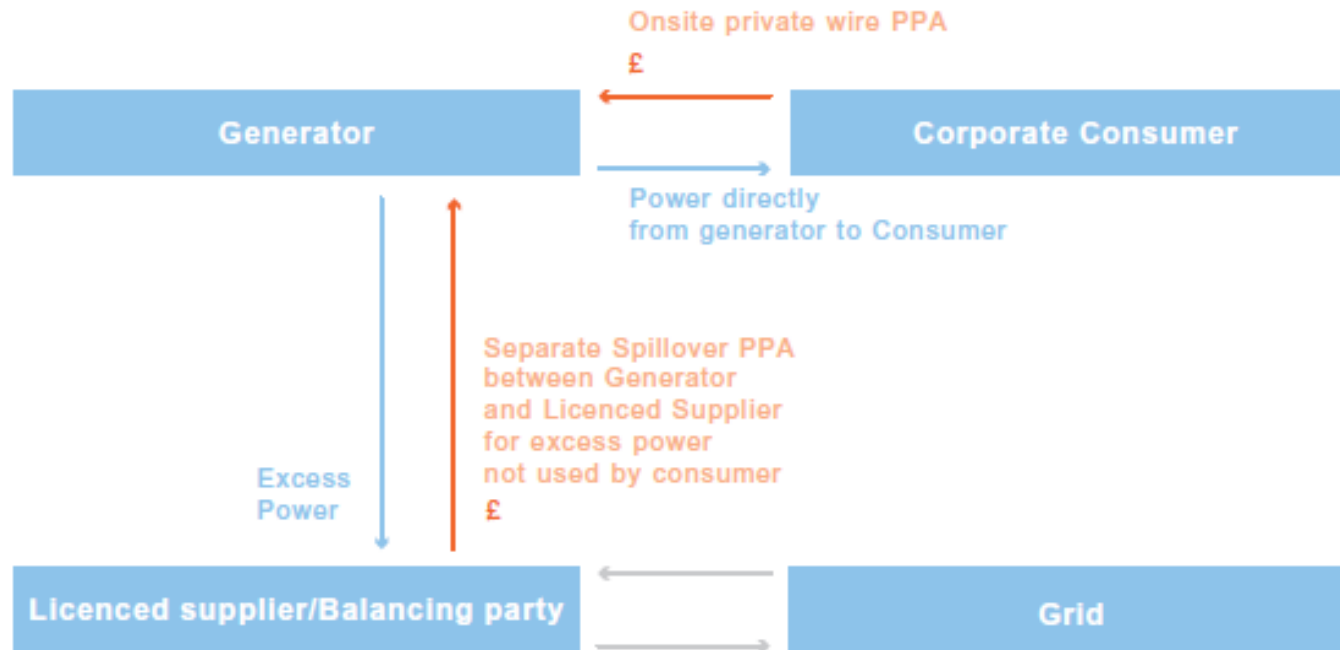 Onsite private wire PPA
£
Generator
Corporate Consumer
Power directly
from generator to Consumer
Separate Spillover PPA
between Generator
and Licenced Supplier
for excess power
not used by consumer
£
Excess
Power
Licenced supplier/Balancing party
Grid